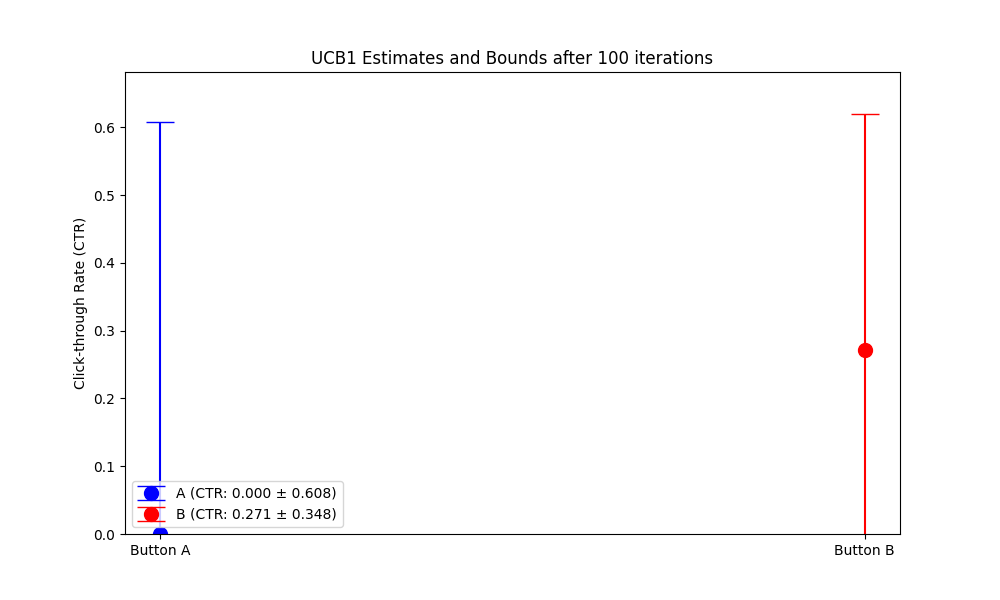 UCB1 Estimates and Bounds after 100 iterations
Click-through Rate (CTR)
0.6
0.5
0.4
0.3
0.2
0.1
0.0
A (CTR: 0.000 ± 0.608)
B (CTR: 0.271 ± 0.348)
Button A
Button B